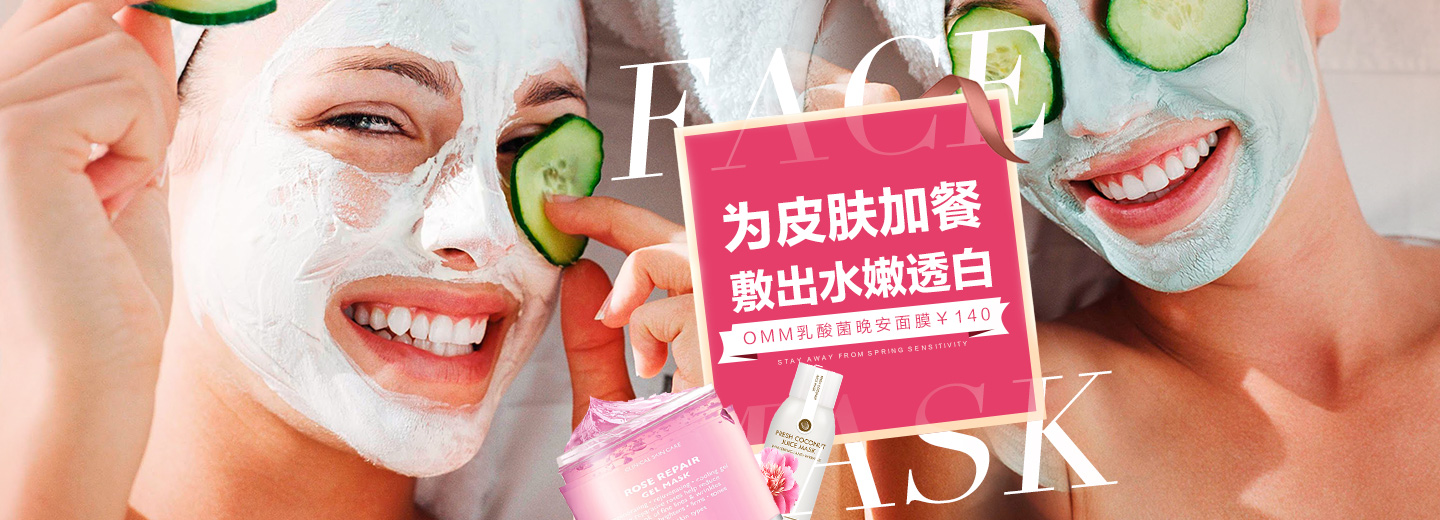 FACE
为皮肤加餐
敷出水嫩透白
OMM乳酸菌晚安面膜￥140
STAY AWAY FROM SPRING SENSITIVITY
MASK
ROSE REPAIR
GEL MASK
FRESH COCONUT
JUICE MASK